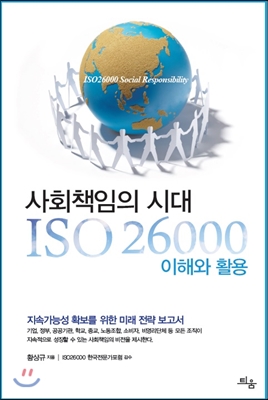 ISO26000 Social Responsibility
사회책임의 시대
ISO 26000
이해와 활용
지속가능성 확보를 위한 미래 전략 보고서
기업, 정부, 공공기관, 학교, 종교, 노동조합, 소비자, 비영리단체 등 모든 조직이
지속적으로 성장할 수 있는 사회책임의 비전을 제시한다.
황상규 지음 | ISO26000 한국전문가포럼 감수
틔움
yes24